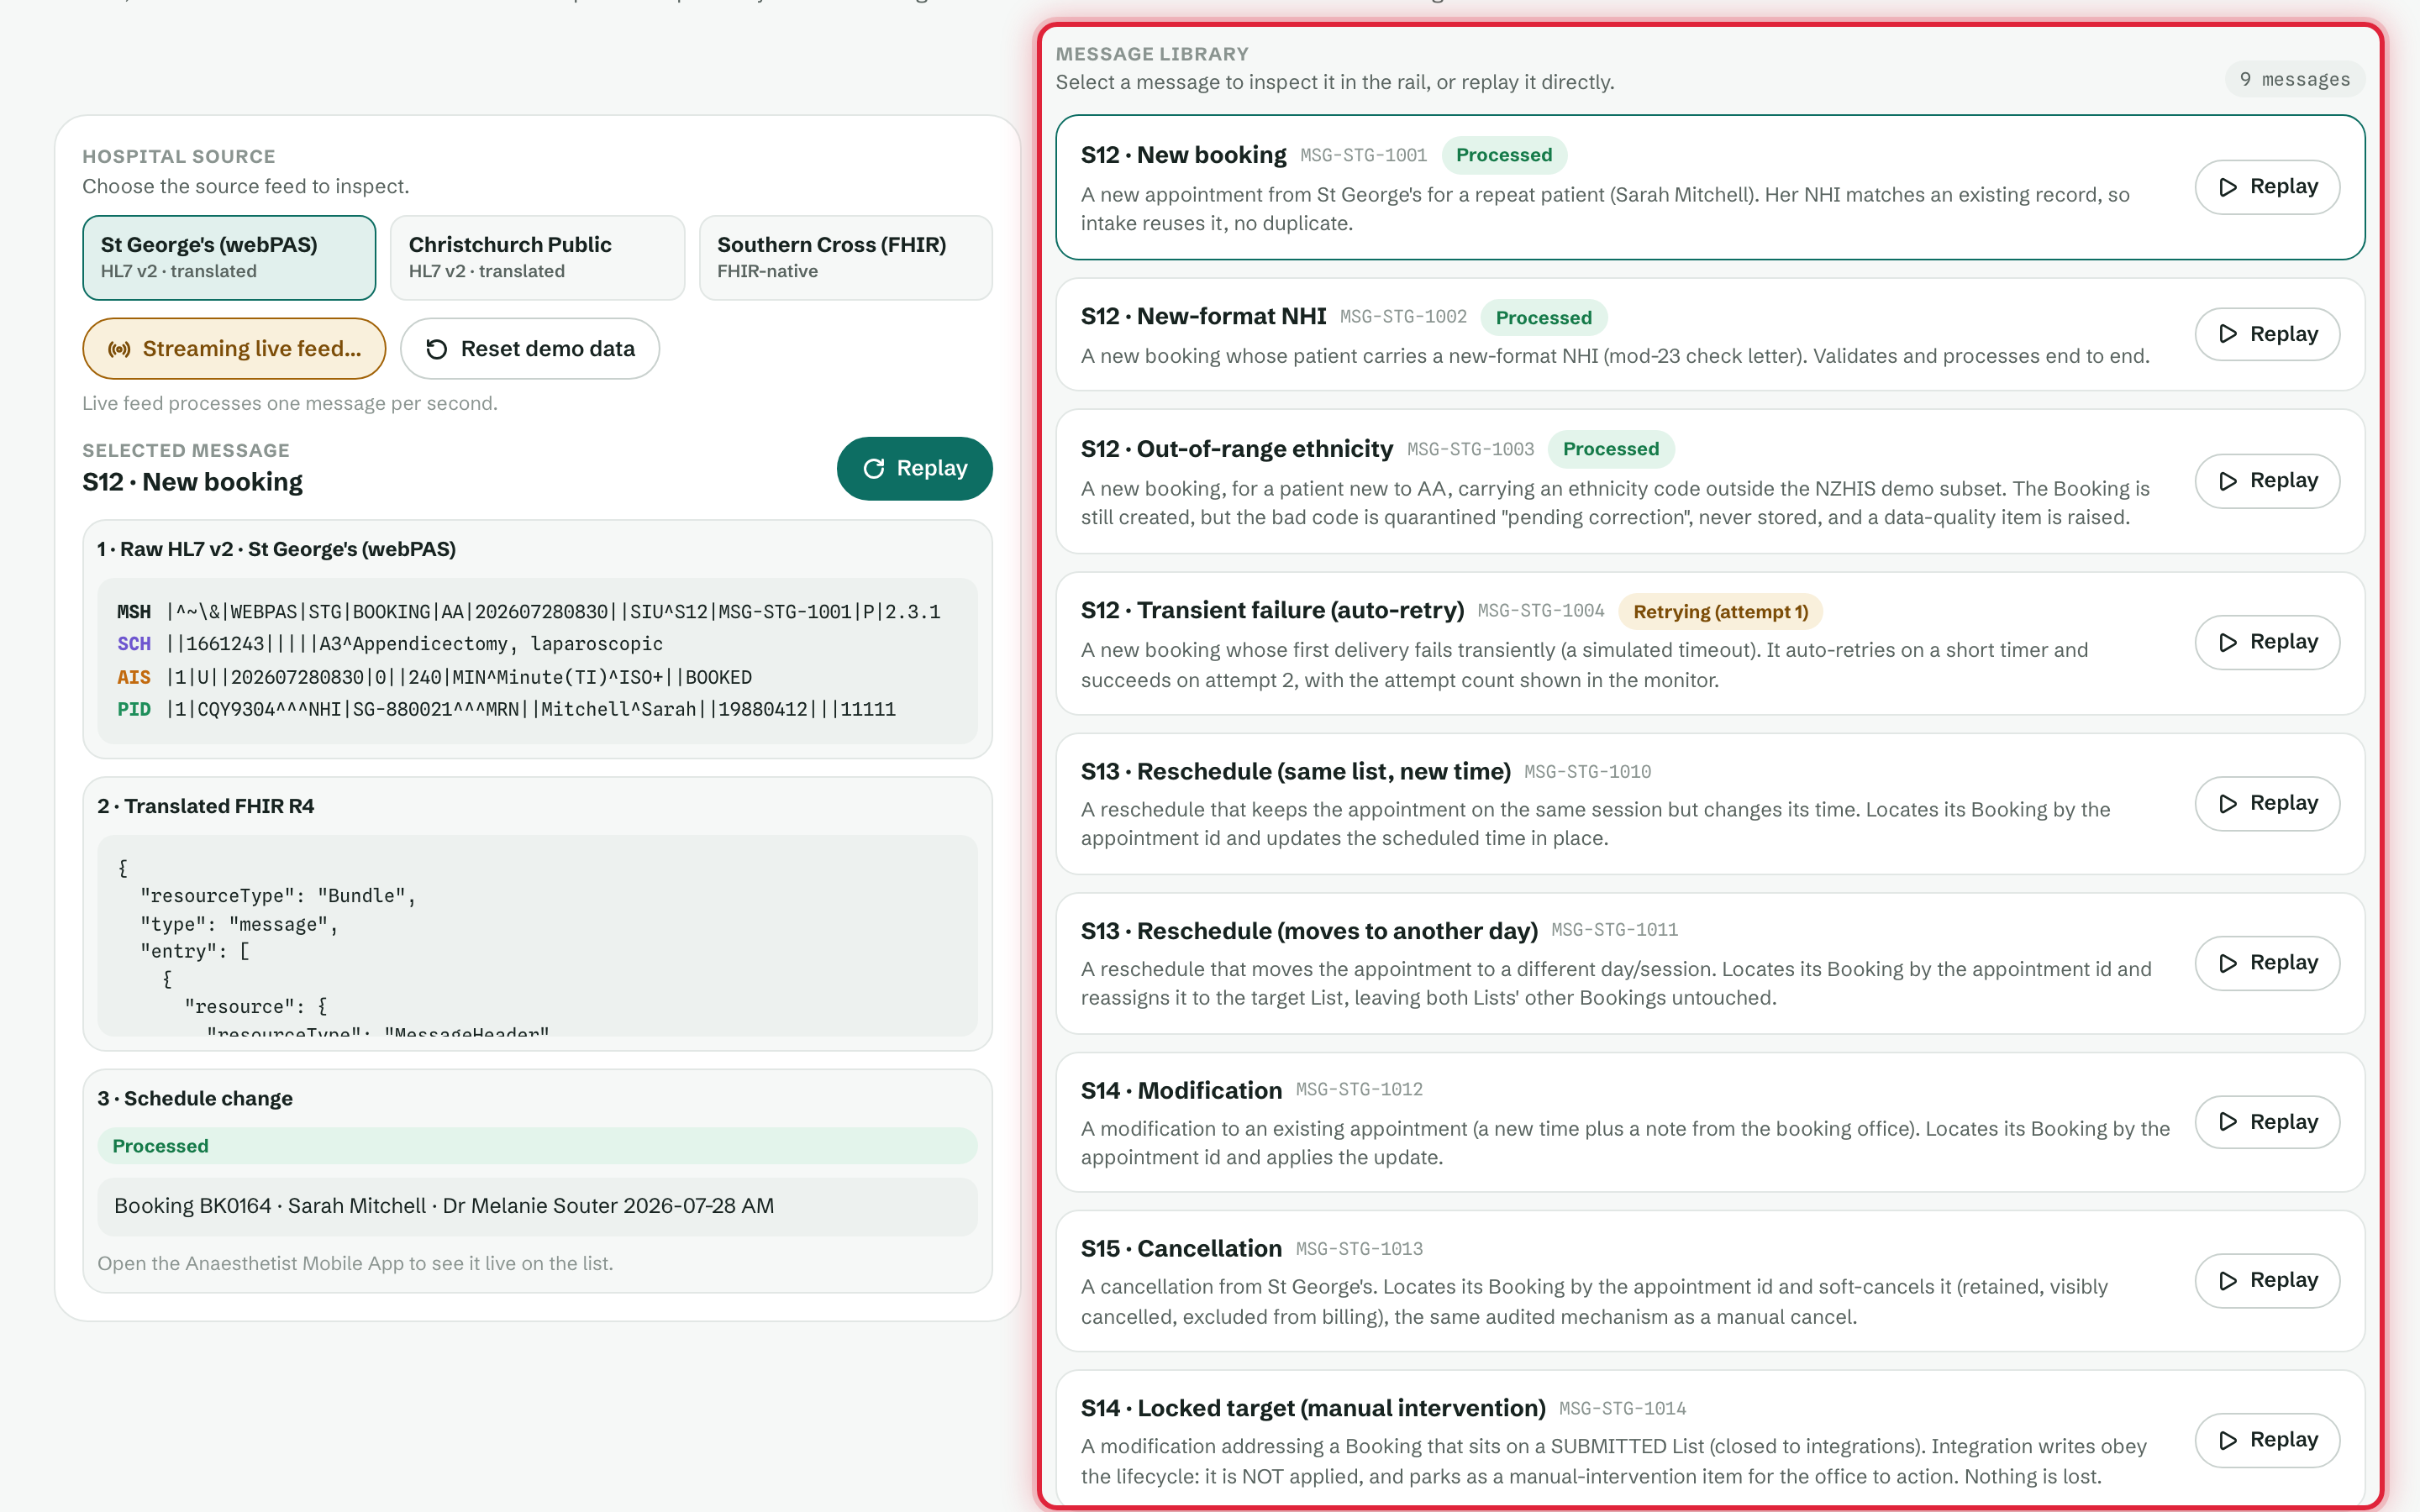 HOSPITAL SOURCE
Choose the source feed to inspect.
St George's (webPAS)
HL7 v2 · translated
Christchurch Public
HL7 v2 · translated
Southern Cross (FHIR)
FHIR-native
Streaming live feed...
Reset demo data
Live feed processes one message per second.
SELECTED MESSAGE
S12 · New booking
Replay
1 · Raw HL7 v2 · St George's (webPAS)
MSH |^~\&|WEBPAS|STG|BOOKING|AA|202607280830||SIU^S12|MSG-STG-1001|P|2.3.1
SCH ||1661243|||||A3^Appendicectomy, laparoscopic
AIS |1|U||202607280830|0||240|MIN^Minute(TI)^ISO+||BOOKED
PID |1|CQY9304^^^NHI|SG-880021^^^MRN||Mitchell^Sarah||19880412|||11111
2 · Translated FHIR R4
{
"resourceType": "Bundle",
"type": "message",
"entry": [
{
"resource": {
"resourceType": "MessageHeader"
3 · Schedule change
Processed
Booking BK0164 · Sarah Mitchell · Dr Melanie Souter 2026-07-28 AM
Open the Anaesthetist Mobile App to see it live on the list.
MESSAGE LIBRARY
Select a message to inspect it in the rail, or replay it directly.
9 messages
S12 · New booking MSG-STG-1001 Processed
A new appointment from St George's for a repeat patient (Sarah Mitchell). Her NHI matches an existing record, so
intake reuses it, no duplicate.
Replay
S12 · New-format NHI MSG-STG-1002 Processed
A new booking whose patient carries a new-format NHI (mod-23 check letter). Validates and processes end to end.
Replay
S12 · Out-of-range ethnicity MSG-STG-1003 Processed
A new booking, for a patient new to AA, carrying an ethnicity code outside the NZHIS demo subset. The Booking is
still created, but the bad code is quarantined "pending correction", never stored, and a data-quality item is raised.
Replay
S12 · Transient failure (auto-retry) MSG-STG-1004 Retrying (attempt 1)
A new booking whose first delivery fails transiently (a simulated timeout). It auto-retries on a short timer and
succeeds on attempt 2, with the attempt count shown in the monitor.
Replay
S13 · Reschedule (same list, new time) MSG-STG-1010
A reschedule that keeps the appointment on the same session but changes its time. Locates its Booking by the
appointment id and updates the scheduled time in place.
Replay
S13 · Reschedule (moves to another day) MSG-STG-1011
A reschedule that moves the appointment to a different day/session. Locates its Booking by the appointment id and
reassigns it to the target List, leaving both Lists' other Bookings untouched.
Replay
S14 · Modification MSG-STG-1012
A modification to an existing appointment (a new time plus a note from the booking office). Locates its Booking by the
appointment id and applies the update.
Replay
S15 · Cancellation MSG-STG-1013
A cancellation from St George's. Locates its Booking by the appointment id and soft-cancels it (retained, visibly
cancelled, excluded from billing), the same audited mechanism as a manual cancel.
Replay
S14 · Locked target (manual intervention) MSG-STG-1014
A modification addressing a Booking that sits on a SUBMITTED List (closed to integrations). Integration writes obey
the lifecycle: it is NOT applied, and parks as a manual-intervention item for the office to action. Nothing is lost.
Replay